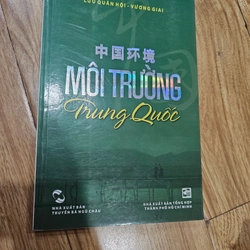 LƯU QUÂN HỘI - VƯƠNG GIAI
中国环境
MÔI TRƯỜNG
Trung Quốc
NHÀ XUẤT BẢN
TRUYỀN BÁ NGŨ CHÂU
NHÀ XUẤT BẢN TỔNG HỢP
THÀNH PHỐ HỒ CHÍ MINH